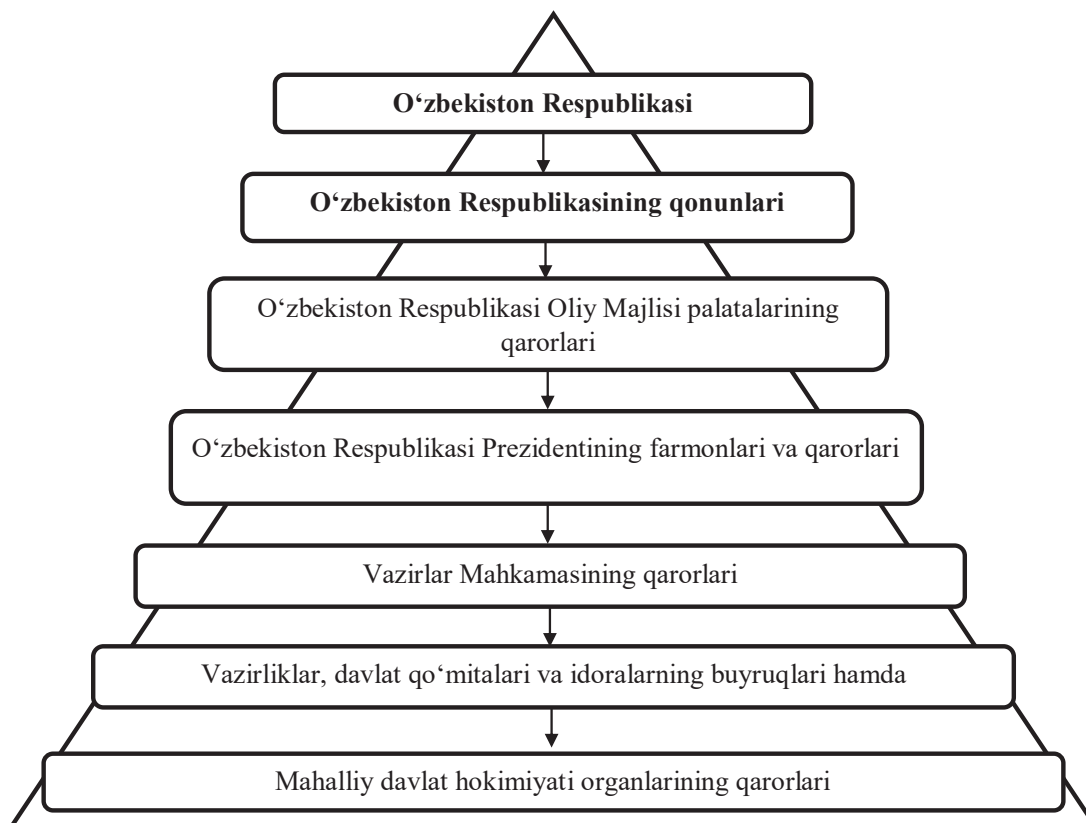 O‘zbekiston Respublikasi
O‘zbekiston Respublikasining qonunlari
O‘zbekiston Respublikasi Oliy Majlisi palatalarining
qarorlari
O‘zbekiston Respublikasi Prezidentining farmonlari va qarorlari
Vazirlar Mahkamasining qarorlari
Vazirliklar, davlat qo‘mitalari va idoralarning buyruqlari hamda
Mahalliy davlat hokimiyati organlarining qarorlari